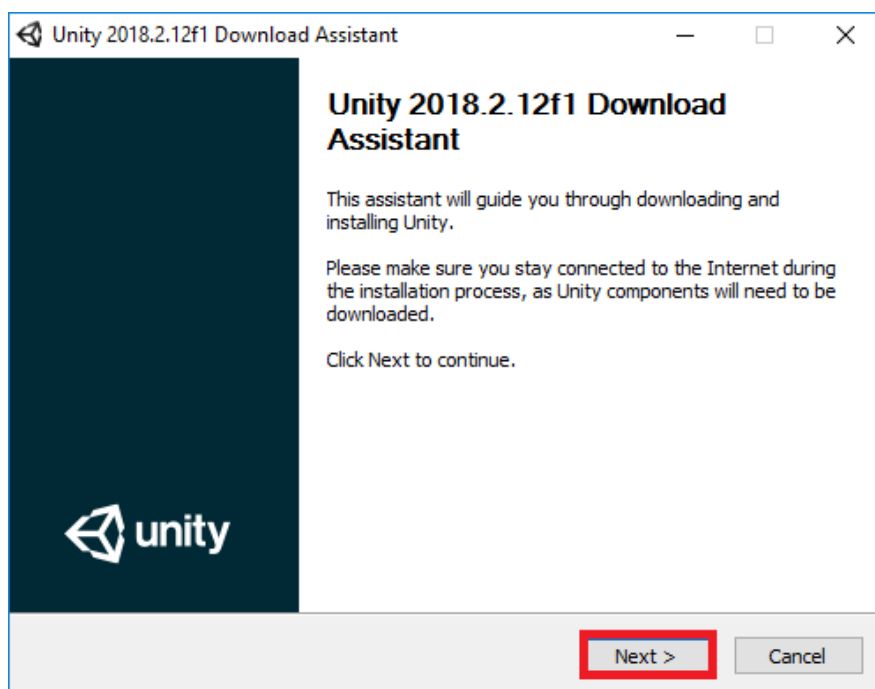 Unity 2018.2.12f1 Download Assistant
Unity 2018.2.12f1 Download
Assistant
This assistant will guide you through downloading and
installing Unity.
Please make sure you stay connected to the Internet during
the installation process, as Unity components will need to be
downloaded.
Click Next to continue.
unity
Next >
Cancel